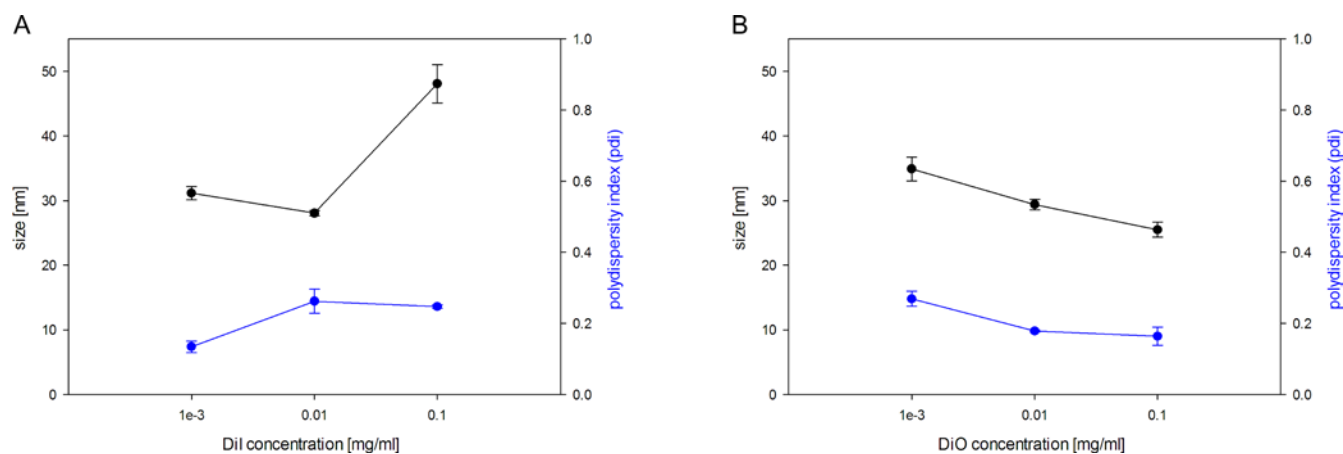 A
50
40
30
20
10
0
size [nm]
1.0
0.8
0.6
0.4
0.2
0.0
polydispersity index (pdi)
1e-3 0.01 0.1
DiI concentration [mg/ml]
B
50
40
30
20
10
0
size [nm]
1.0
0.8
0.6
0.4
0.2
0.0
polydispersity index (pdi)
1e-3 0.01 0.1
DiO concentration [mg/ml]